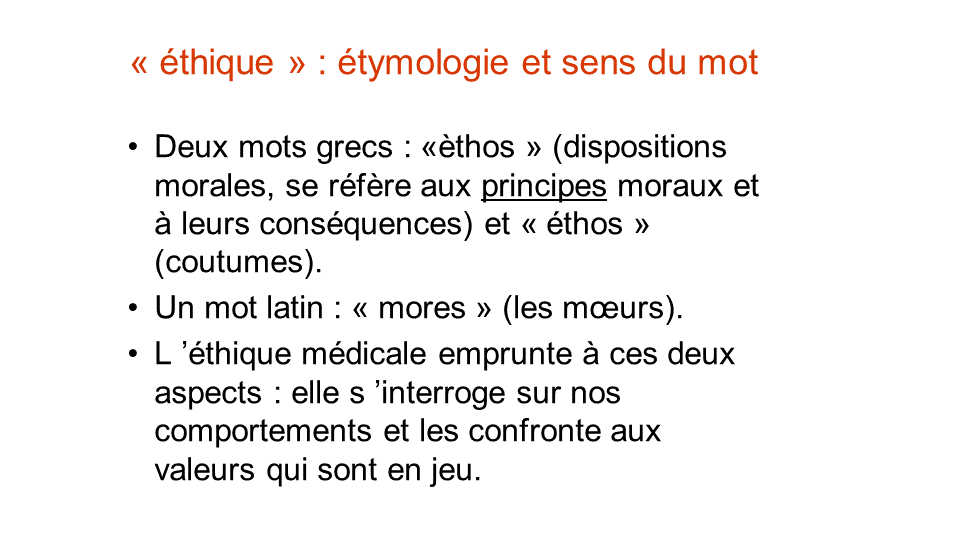 « éthique » : étymologie et sens du mot
• Deux mots grecs : «èthos » (dispositions
morales, se réfère aux principes moraux et
à leurs conséquences) et « éthos »
(coutumes).
• Un mot latin : « mores » (les mœurs).
• L ’éthique médicale emprunte à ces deux
aspects : elle s ’interroge sur nos
comportements et les confronte aux
valeurs qui sont en jeu.